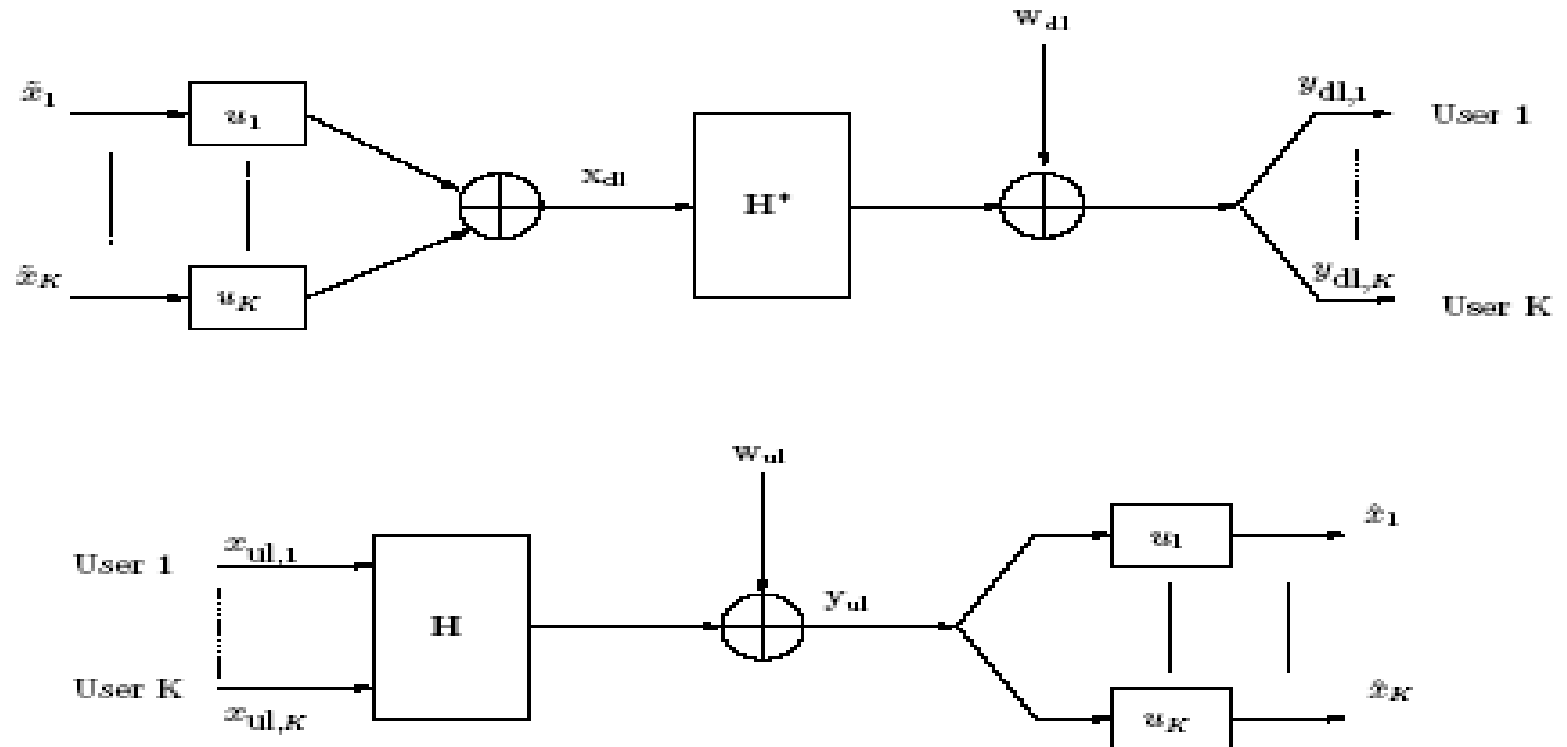 w_dl
x̃_1
u_1
y_dl,1
User 1
x_dl
H*
x̃_K
u_K
y_dl,K
User K
w_ul
User 1
x_ul,1
H
y_ul
u_1
x̂_1
User K
x_ul,K
u_K
x̂_K